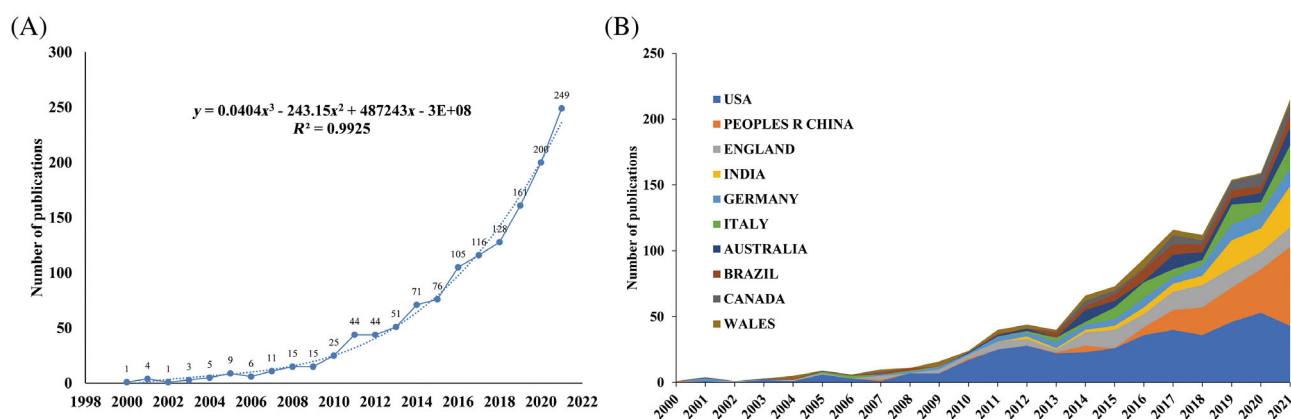 (A)
300
250
200
150
100
50
0
Number of publications
y = 0.0404x³ - 243.15x² + 487243x - 3E+08
R² = 0.9925
1 4 1 3 5 9 6 11 15 15 25 44 44 51 71 76 105 116 128 161 200 249
1998 2000 2002 2004 2006 2008 2010 2012 2014 2016 2018 2020 2022
(B)
250
200
150
100
50
0
Number of publications
USA
PEOPLES R CHINA
ENGLAND
INDIA
GERMANY
ITALY
AUSTRALIA
BRAZIL
CANADA
WALES
2000 2001 2002 2003 2004 2005 2006 2007 2008 2009 2010 2011 2012 2013 2014 2015 2016 2017 2018 2019 2020 2021